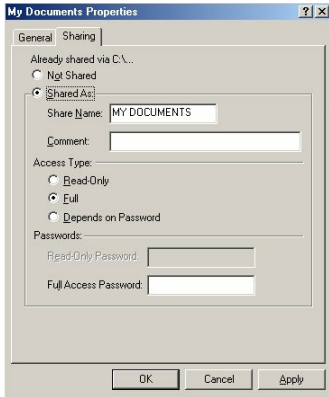 My Documents Properties
General Sharing
Already shared via C:\...
Not Shared
Shared As:
Share Name: MY DOCUMENTS
Comment:
Access Type:
Read-Only
Full
Depends on Password
Passwords:
Read-Only Password:
Full Access Password:
OK Cancel Apply